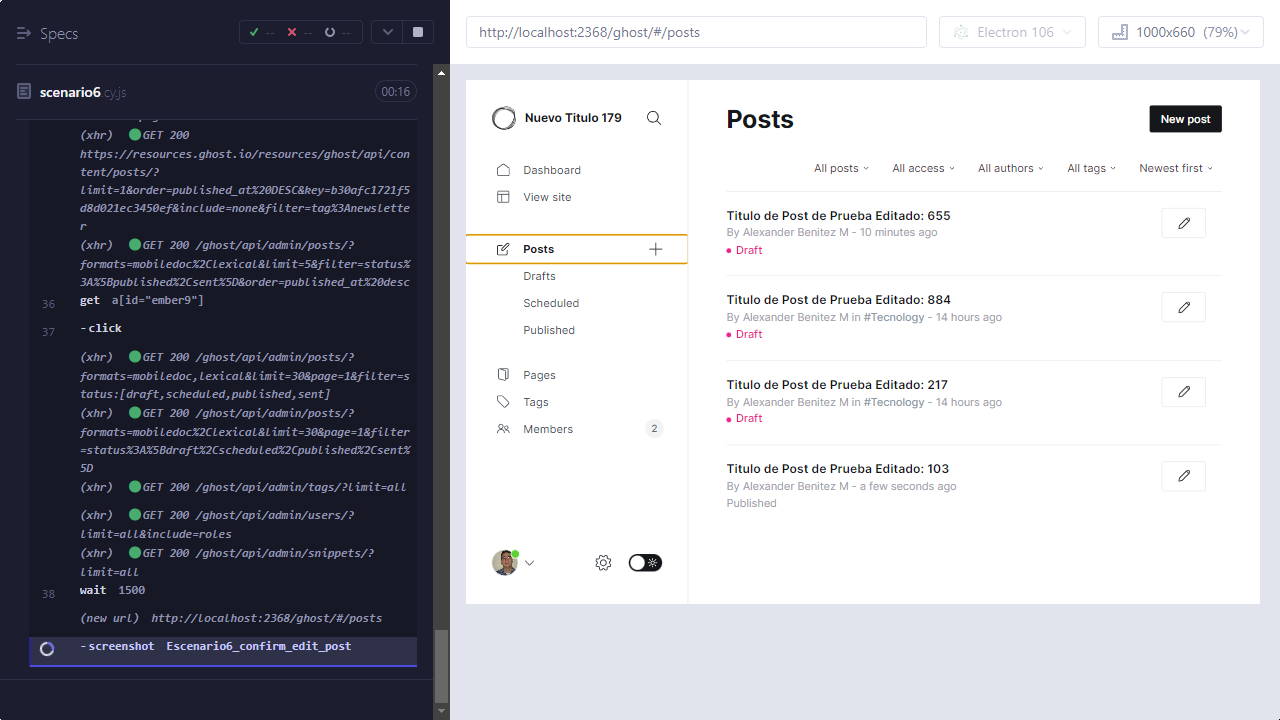 Specs
--
--
--
scenario6.cy.js
00:16
(xhr) GET 200
https://resources.ghost.io/resources/ghost/api/con
tent/posts/?
limit=1&order=published_at%20DESC&key=b30afc1721f5
d8d021ec3450ef&include=none&filter=tag%3Anewslette
r
(xhr) GET 200 /ghost/api/admin/posts/?
formats=mobiledoc%2Clexical&limit=5&filter=status%
3A%5Bpublished%2Csent%5D&order=published_at%20desc
36 get a[id="ember9"]
37 -click
(xhr) GET 200 /ghost/api/admin/posts/?
formats=mobiledoc,lexical&limit=30&page=1&filter=s
tatus:[draft,scheduled,published,sent]
(xhr) GET 200 /ghost/api/admin/posts/?
formats=mobiledoc%2Clexical&limit=30&page=1&filter
=status%3A%5Bdraft%2Cscheduled%2Cpublished%2Csent%
5D
(xhr) GET 200 /ghost/api/admin/tags/?limit=all
(xhr) GET 200 /ghost/api/admin/users/?
limit=all&include=roles
(xhr) GET 200 /ghost/api/admin/snippets/?
limit=all
38 wait 1500
(new url) http://localhost:2368/ghost/#/posts
-screenshot Escenario6_confirm_edit_post
http://localhost:2368/ghost/#/posts
Electron 106
1000x660 (79%)
Nuevo Titulo 179
Dashboard
View site
Posts
Drafts
Scheduled
Published
Pages
Tags
Members 2
Posts
New post
All posts
All access
All authors
All tags
Newest first
Titulo de Post de Prueba Editado: 655
By Alexander Benitez M - 10 minutes ago
Draft
Titulo de Post de Prueba Editado: 884
By Alexander Benitez M in #Tecnology - 14 hours ago
Draft
Titulo de Post de Prueba Editado: 217
By Alexander Benitez M in #Tecnology - 14 hours ago
Draft
Titulo de Post de Prueba Editado: 103
By Alexander Benitez M - a few seconds ago
Published